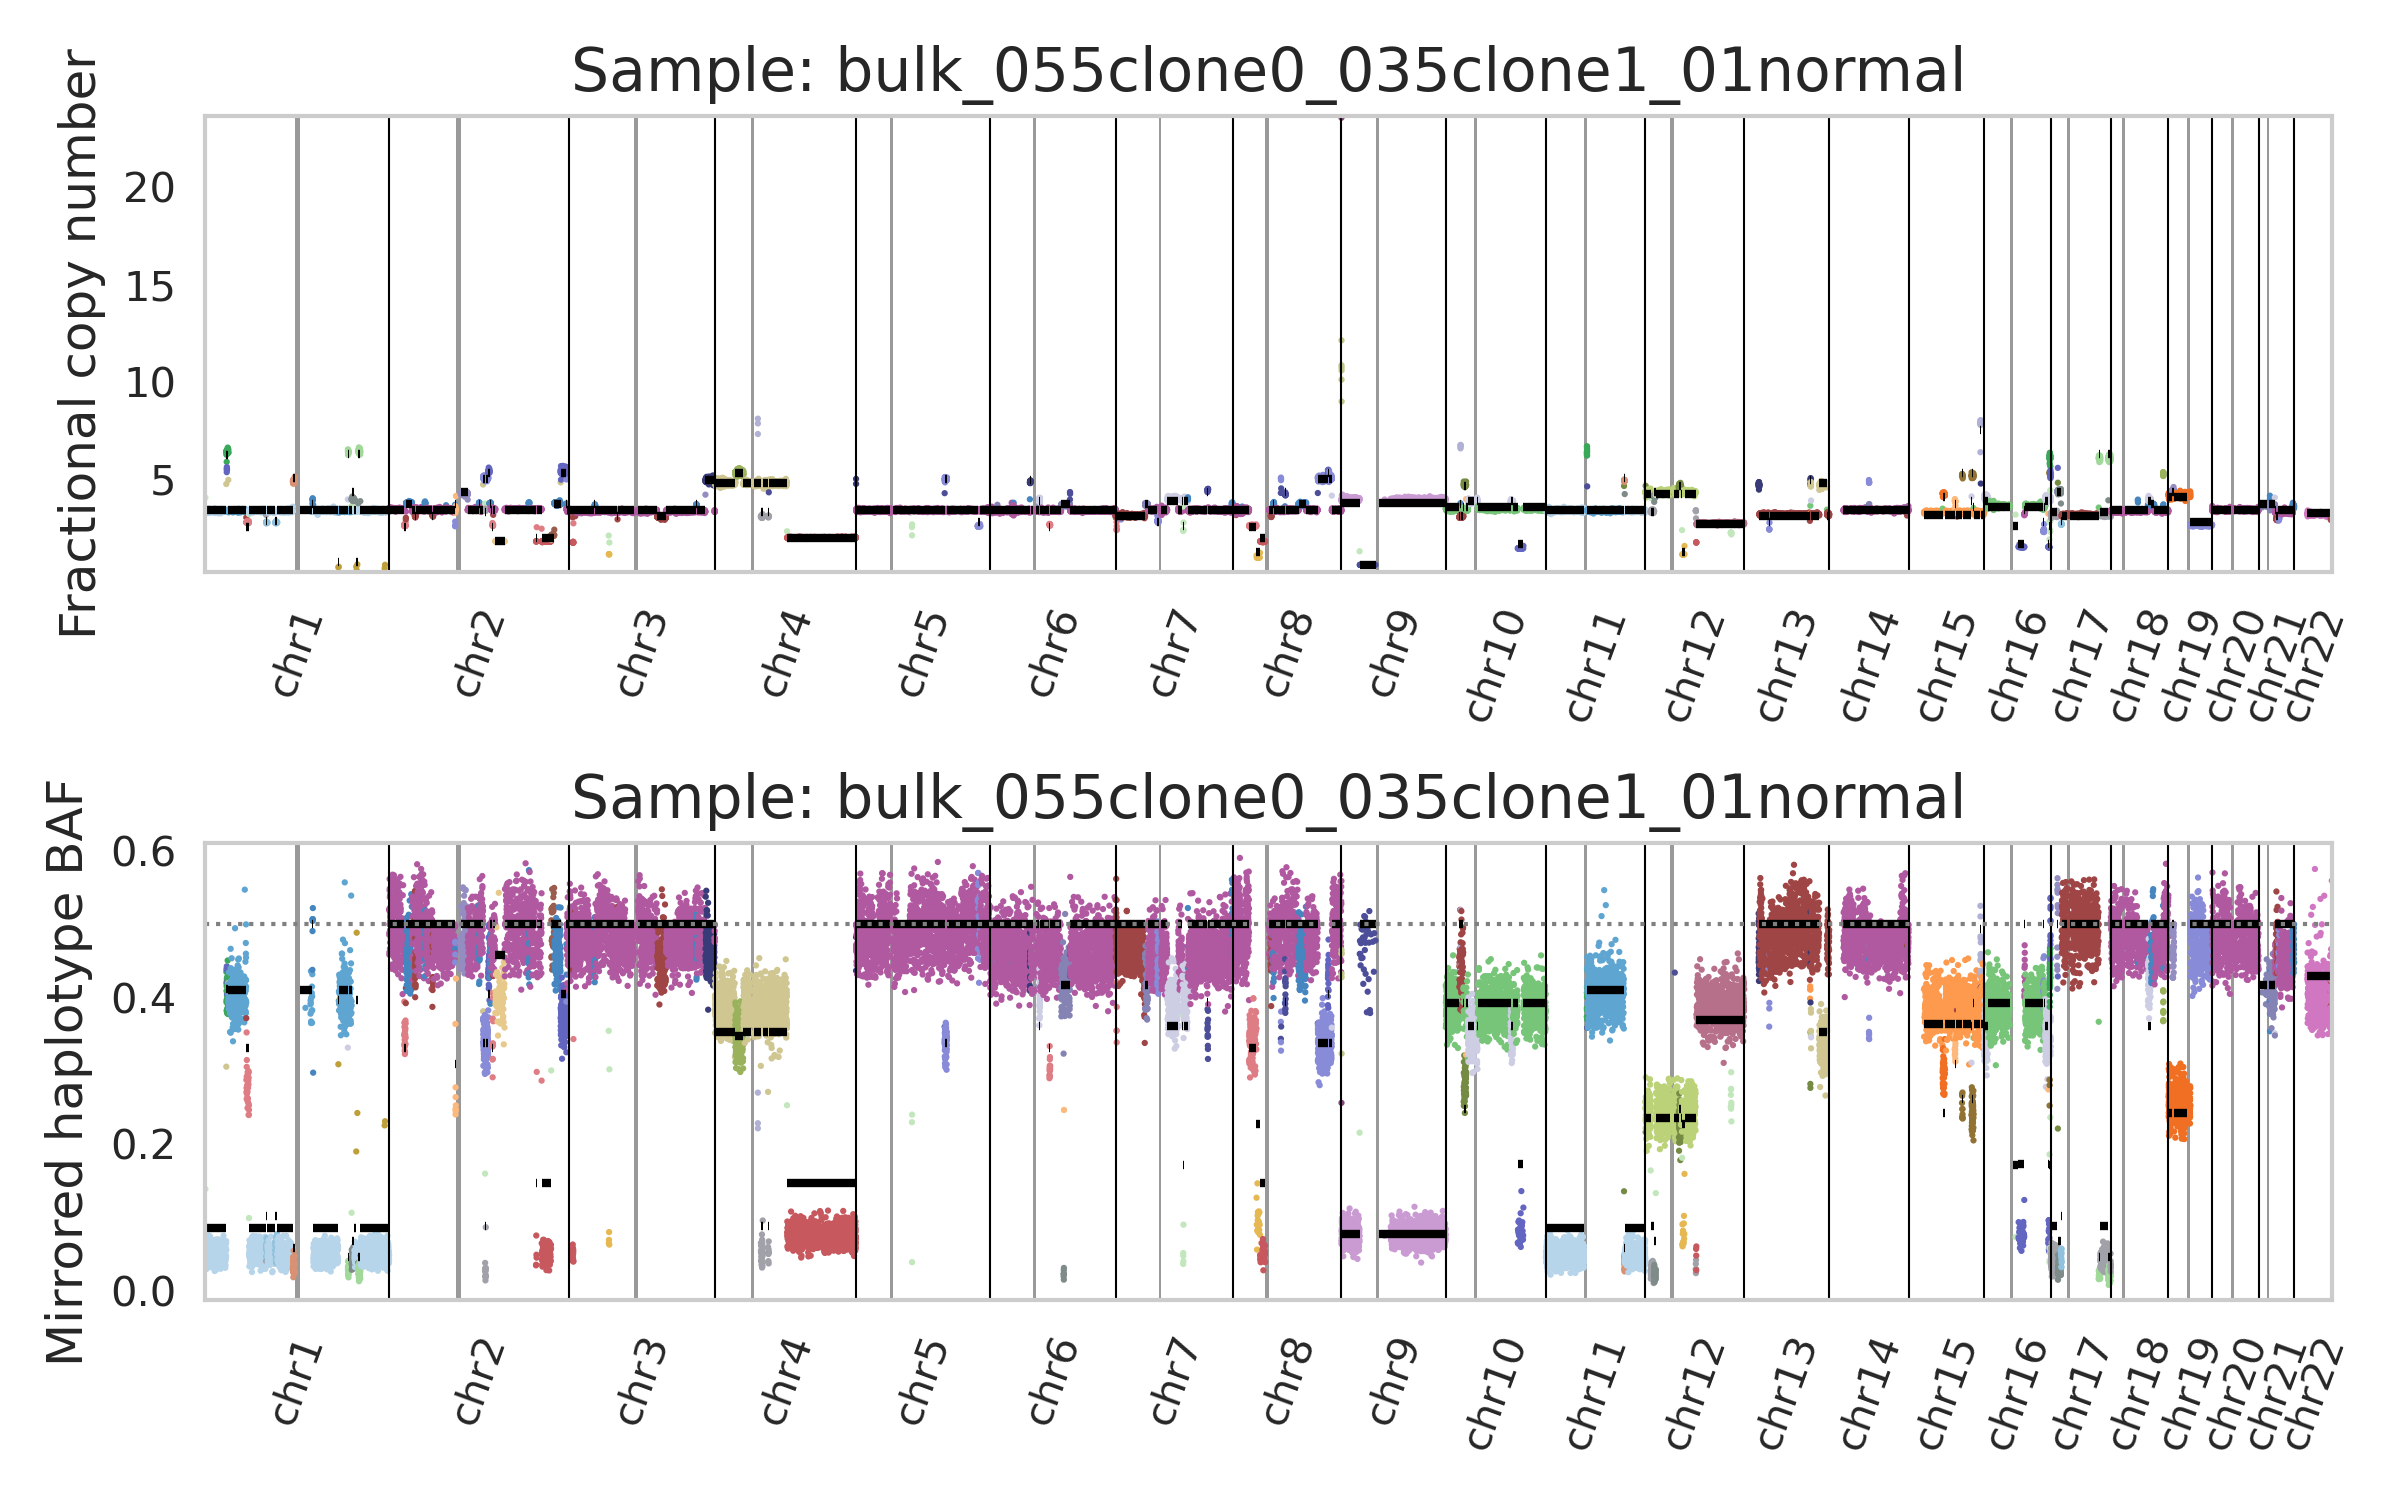 Sample: bulk_055clone0_035clone1_01normal
Fractional copy number
20
15
10
5
chr1
chr2
chr3
chr4
chr5
chr6
chr7
chr8
chr9
chr10
chr11
chr12
chr13
chr14
chr15
chr16
chr17
chr18
chr19
chr20
chr21
chr22
Sample: bulk_055clone0_035clone1_01normal
Mirrored haplotype BAF
0.6
0.4
0.2
0.0
chr1
chr2
chr3
chr4
chr5
chr6
chr7
chr8
chr9
chr10
chr11
chr12
chr13
chr14
chr15
chr16
chr17
chr18
chr19
chr20
chr21
chr22